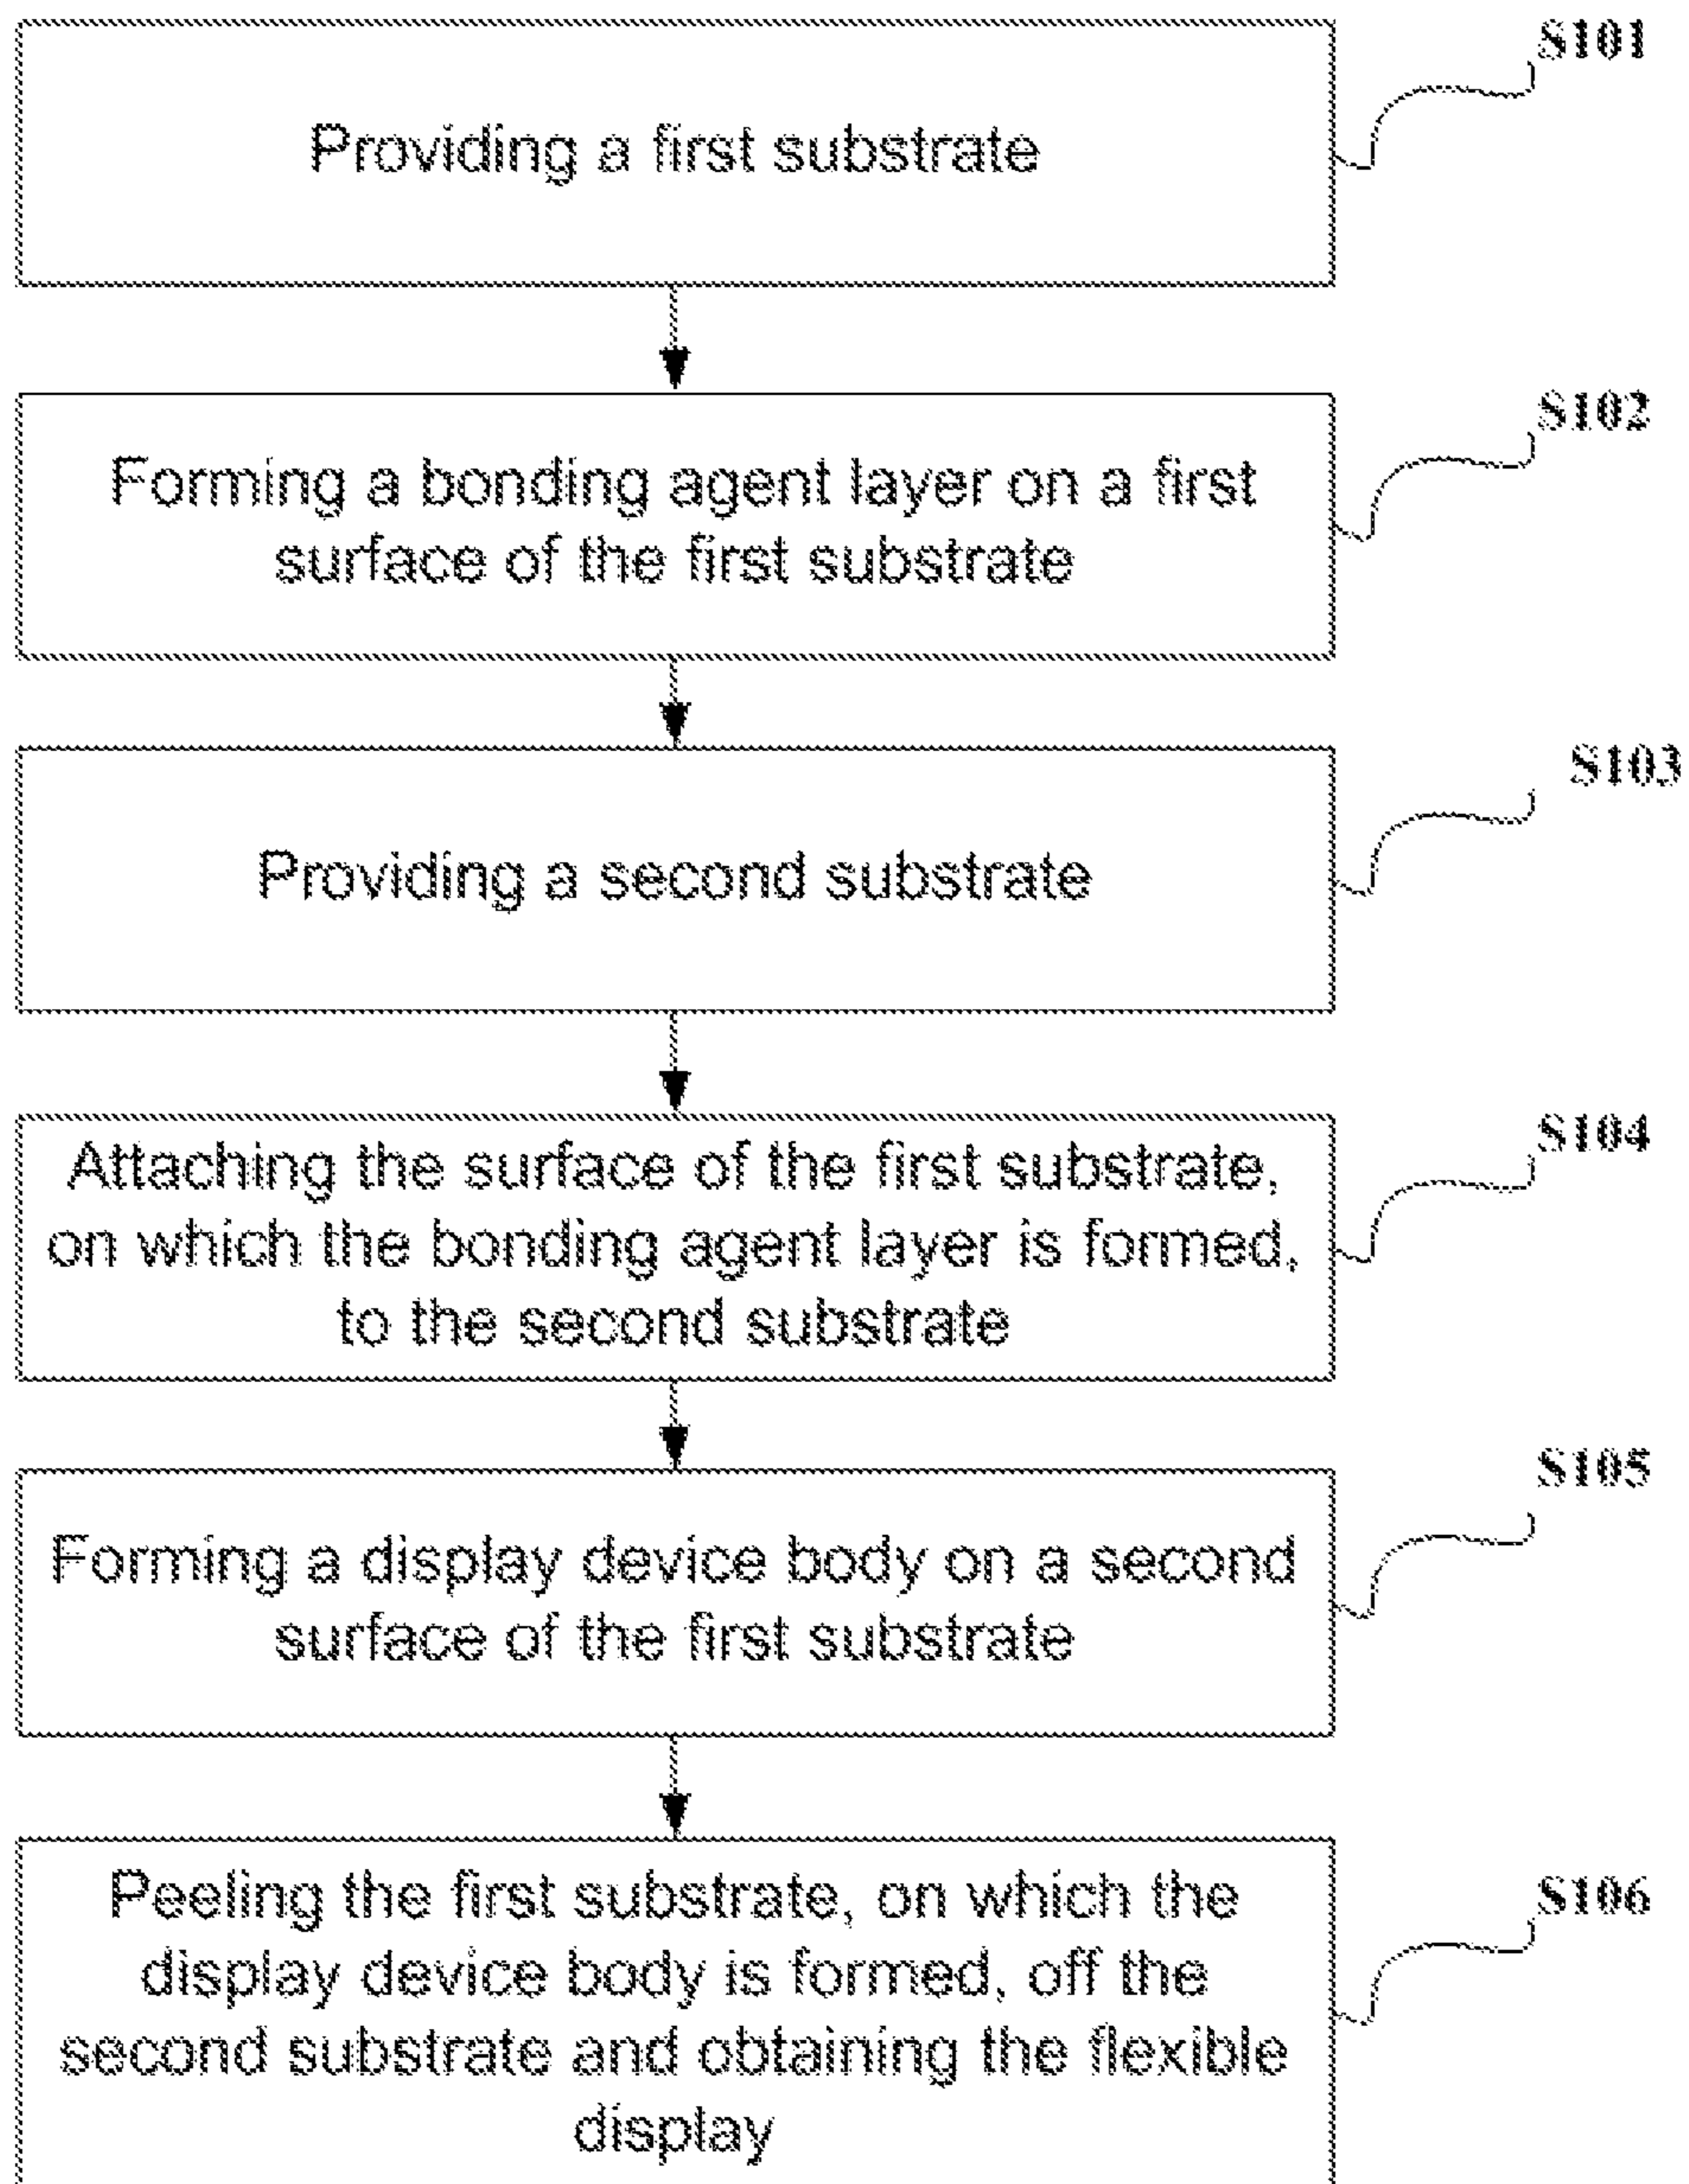 S101
Providing a first substrate
S102
Forming a bonding agent layer on a first
surface of the first substrate
S103
Providing a second substrate
S104
Attaching the surface of the first substrate,
on which the bonding agent layer is formed,
to the second substrate
S105
Forming a display device body on a second
surface of the first substrate
S106
Peeling the first substrate, on which the
display device body is formed, off the
second substrate and obtaining the flexible
display